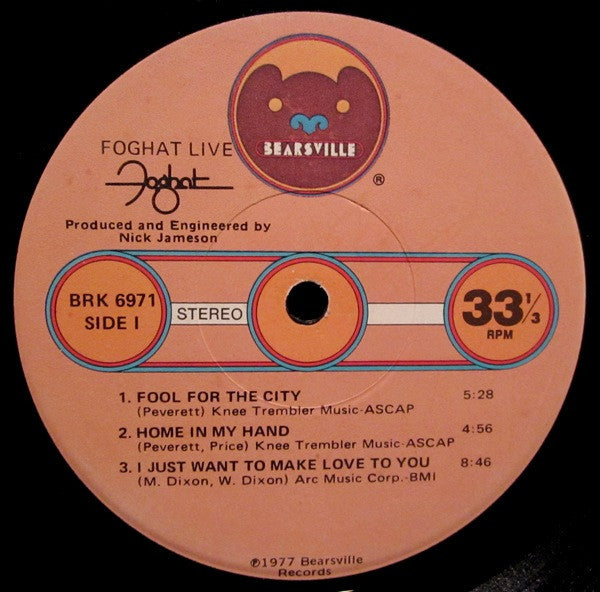 BEARSVILLE
®
FOGHAT LIVE
Foghat
Produced and Engineered by
Nick Jameson
BRK 6971
SIDE I
STEREO
33 1/3
RPM
1. FOOL FOR THE CITY 5:28
(Peverett) Knee Trembler Music-ASCAP
2. HOME IN MY HAND 4:56
(Peverett, Price) Knee Trembler Music-ASCAP
3. I JUST WANT TO MAKE LOVE TO YOU 8:46
(M. Dixon, W. Dixon) Arc Music Corp.-BMI
℗1977 Bearsville
Records